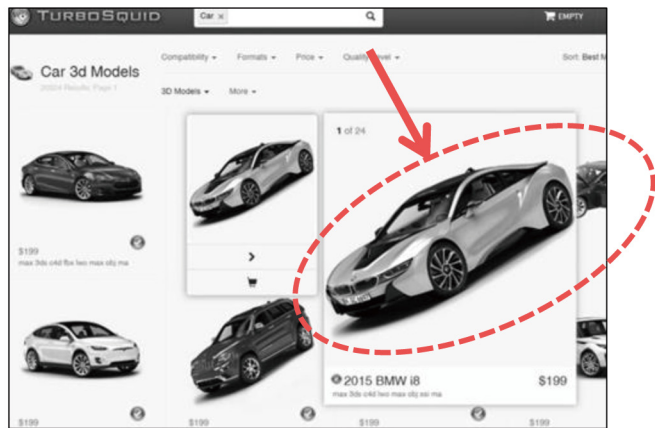 TURBOSQUID
Car ×
EMPTY
Compatibility
Formats
Price
Quality Level
Sort: Best M
Car 3d Models
3D Models
More
1 of 24
$199
max 3ds c4d fbx lwo max obj ma
2015 BMW i8
$199
max 3ds c4d lwo max obj ssi ma
$199
$199
$199
$199